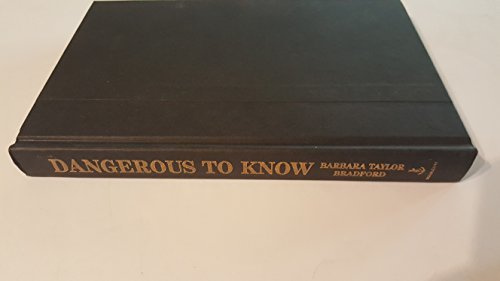 DANGEROUS TO KNOW
BARBARA TAYLOR
BRADFORD